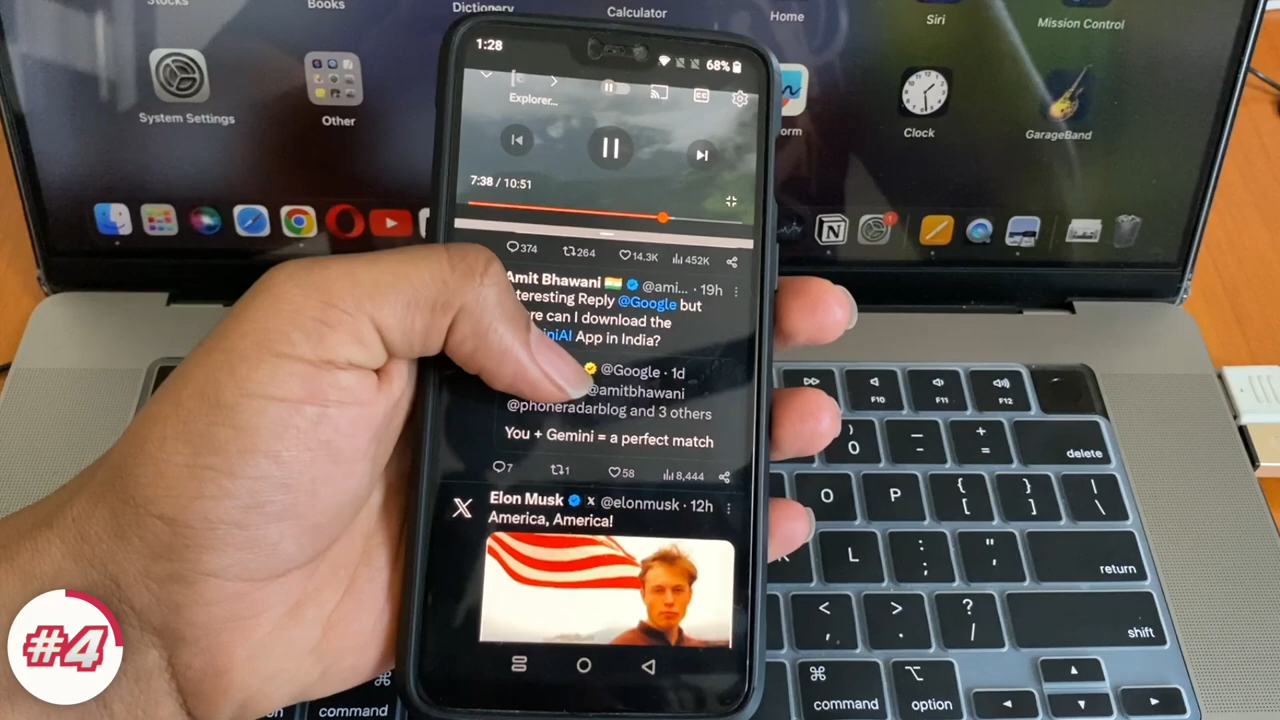 Stocks
Books
Dictionary
Calculator
Home
Siri
Mission Control
System Settings
Other
Clock
GarageBand
1:28
68%
Explorer...
7:38 / 10:51
374
264
14.3K
452K
Amit Bhawani
@ami... · 19h
nteresting Reply @Google but
re can I download the
iniAI App in India?
@Google · 1d
@amitbhawani
@phoneradarblog and 3 others
You + Gemini = a perfect match
7
1
58
8,444
X
Elon Musk
X
@elonmusk · 12h
America, America!
F10
F11
F12
)
0
—
-
+
=
delete
O
P
{
[
}
]
|
\
L
:
;
"
'
return
<
,
>
.
?
/
shift
⌘
command
option
⌘
command
#4